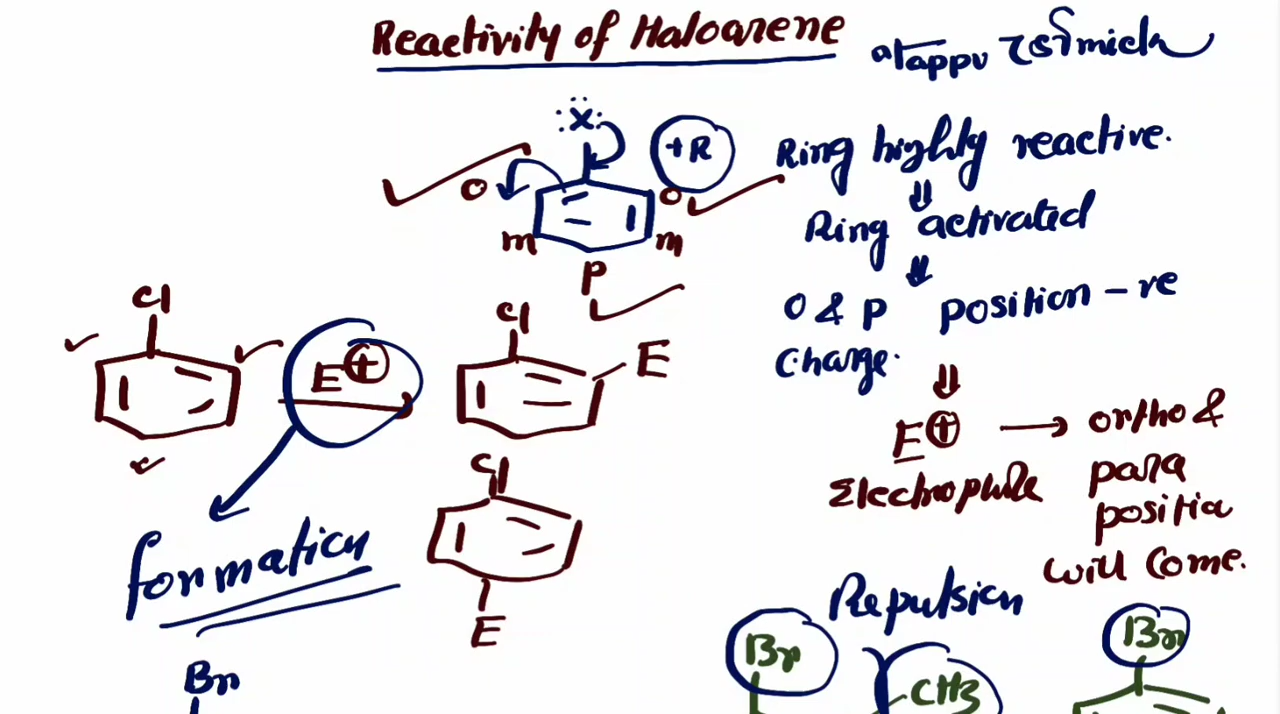 Reactivity of Haloarene
:X:
+R
O
O
m
m
P
Ring highly reactive.
⇓
Ring activated
⇓
O & P position -ve
Charge.
⇓
E⊕ → ortho &
Electrophile para
position
will Come.
Cl
E⊕
Cl
E
Cl
E
formation
Br
Repulsion
Br
CH3
Br